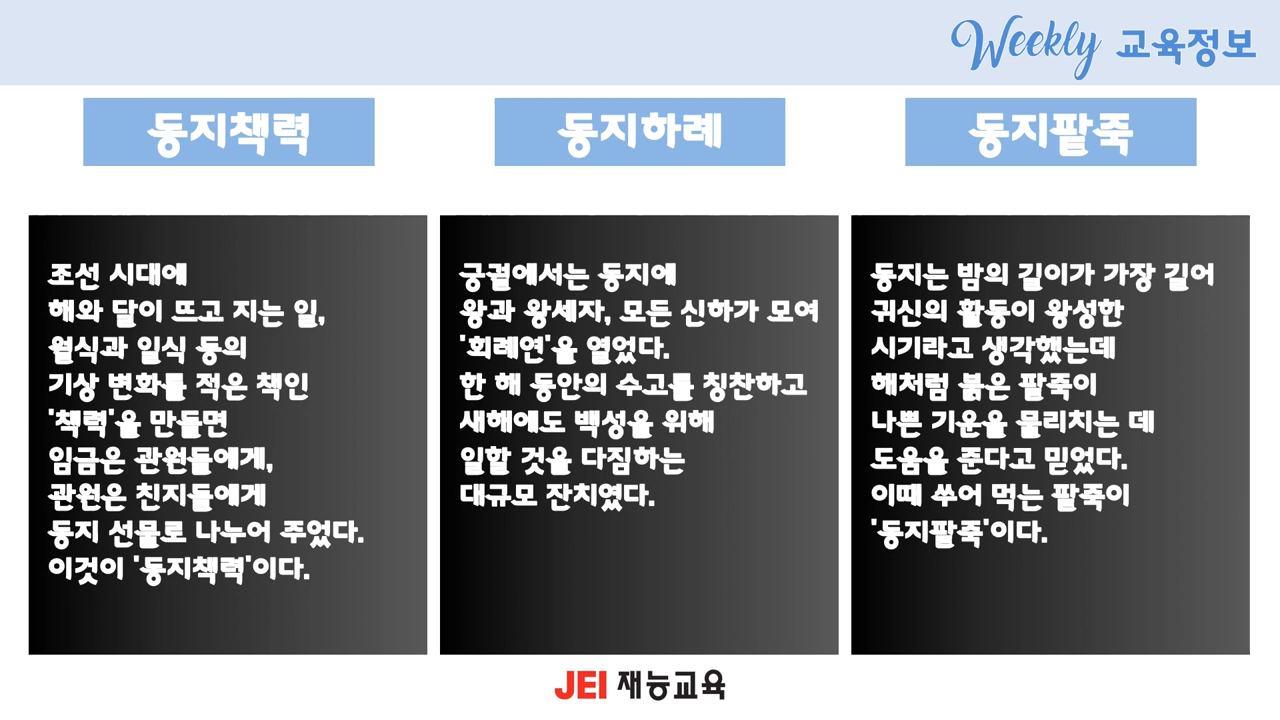 Weekly 교육정보
동지책력
조선 시대에
해와 달이 뜨고 지는 일,
월식과 일식 등의
기상 변화를 적은 책인
'책력'을 만들면
임금은 관원들에게,
관원은 친지들에게
동지 선물로 나누어 주었다.
이것이 '동지책력'이다.
동지하례
궁궐에서는 동지에
왕과 왕세자, 모든 신하가 모여
'회례연'을 열었다.
한 해 동안의 수고를 칭찬하고
새해에도 백성을 위해
일할 것을 다짐하는
대규모 잔치였다.
동지팥죽
동지는 밤의 길이가 가장 길어
귀신의 활동이 왕성한
시기라고 생각했는데
해처럼 붉은 팥죽이
나쁜 기운을 물리치는 데
도움을 준다고 믿었다.
이때 쑤어 먹는 팥죽이
'동지팥죽'이다.
JEI 재능교육